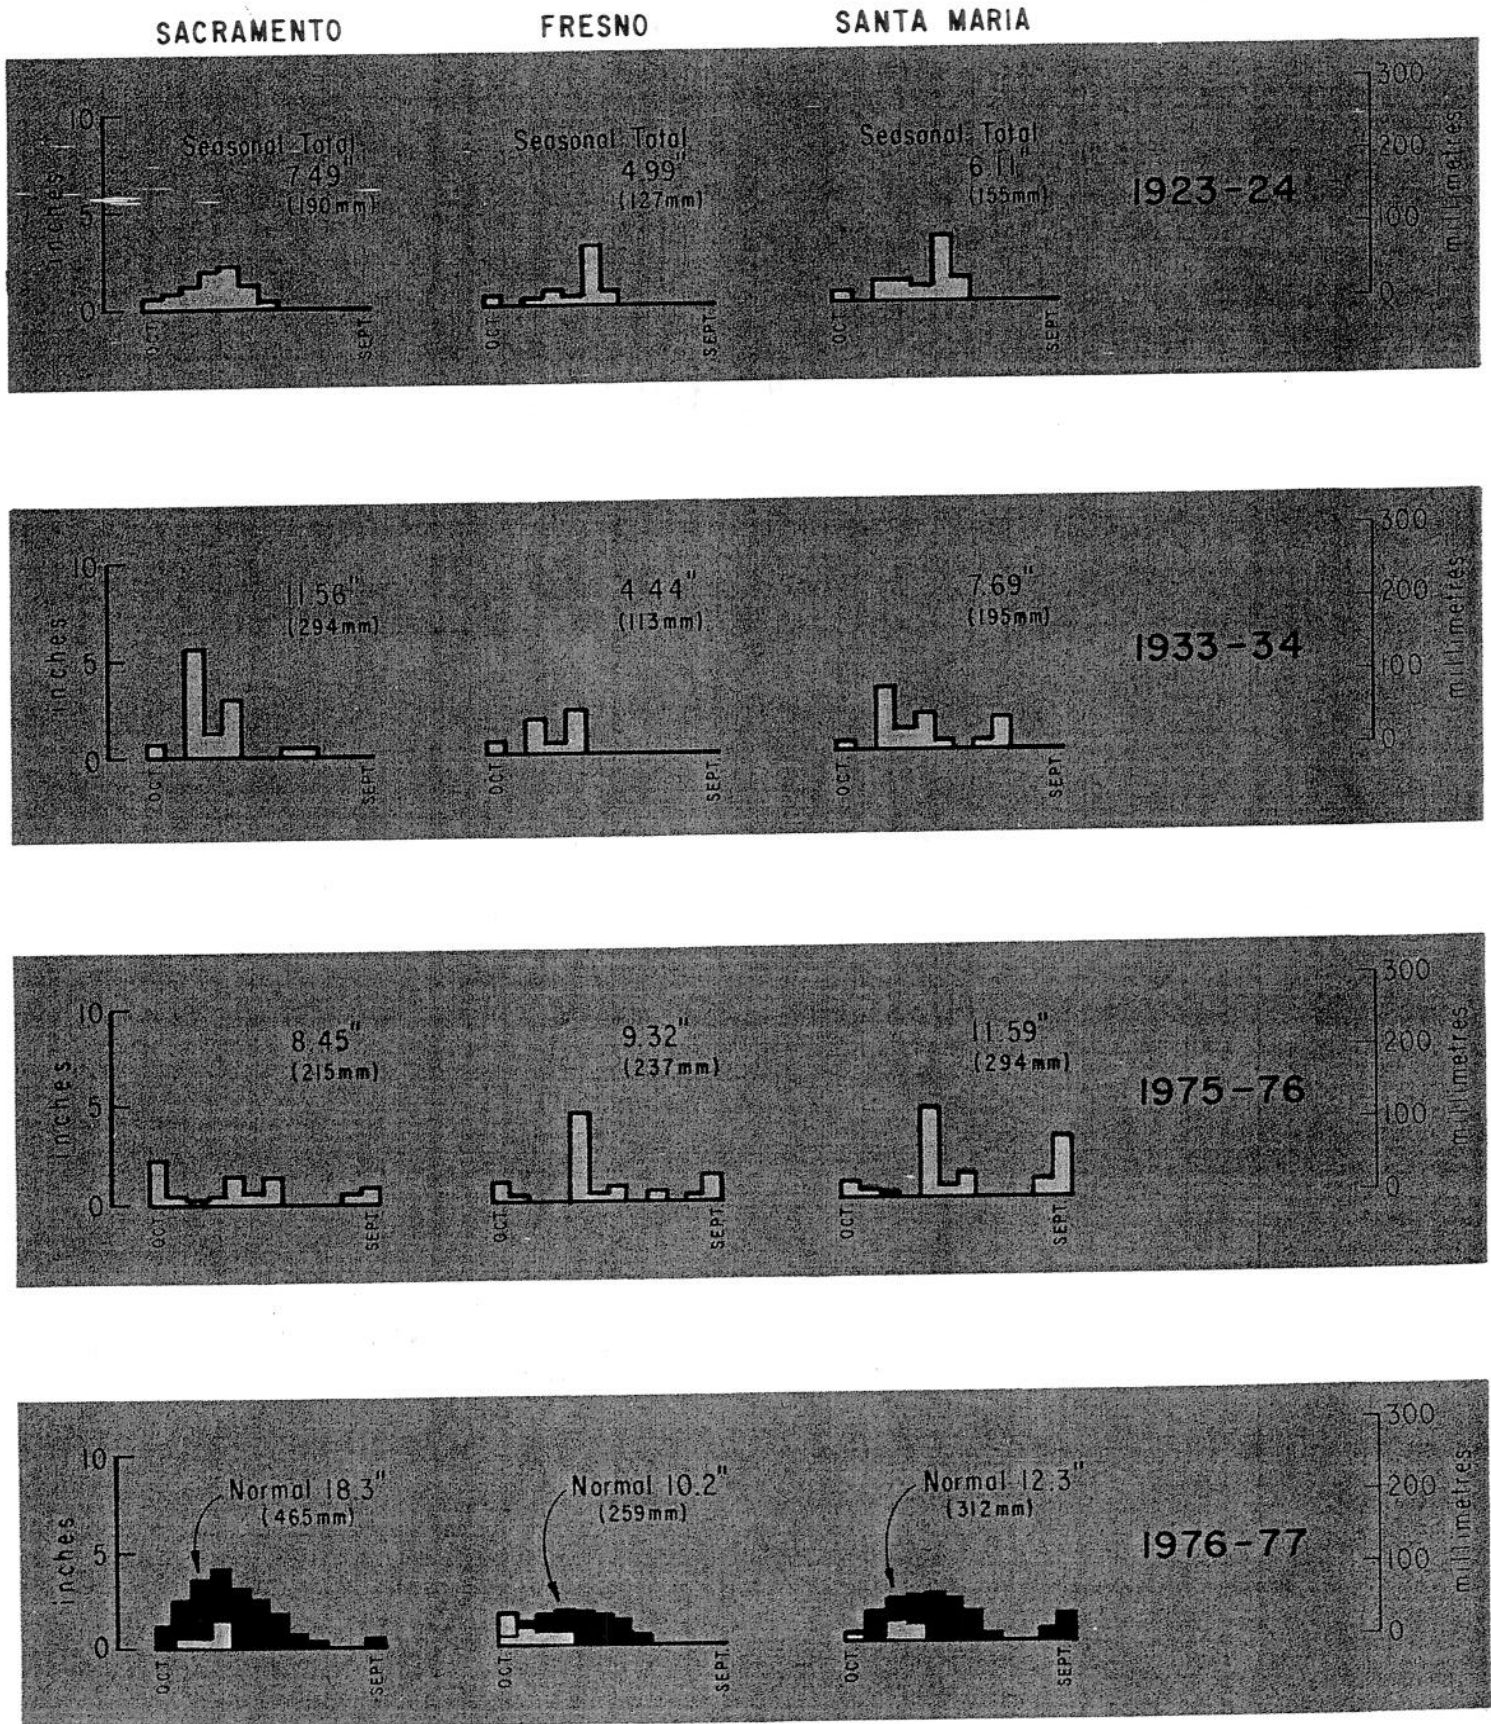 SACRAMENTO FRESNO SANTA MARIA
10
5
0
inches
Seasonal Total
7.49"
(190mm)
OCT. SEPT.
Seasonal Total
4.99"
(127mm)
OCT. SEPT.
Seasonal Total
6.11"
(155mm)
OCT. SEPT.
1923-24
300
200
100
0
millimetres
10
5
0
inches
11.56"
(294mm)
OCT. SEPT.
4.44"
(113mm)
OCT. SEPT.
7.69"
(195mm)
OCT. SEPT.
1933-34
300
200
100
0
millimetres
10
5
0
inches
8.45"
(215mm)
OCT. SEPT.
9.32"
(237mm)
OCT. SEPT.
11.59"
(294mm)
OCT. SEPT.
1975-76
300
200
100
0
millimetres
10
5
0
inches
Normal 18.3"
(465mm)
OCT. SEPT.
Normal 10.2"
(259mm)
OCT. SEPT.
Normal 12.3"
(312mm)
OCT. SEPT.
1976-77
300
200
100
0
millimetres